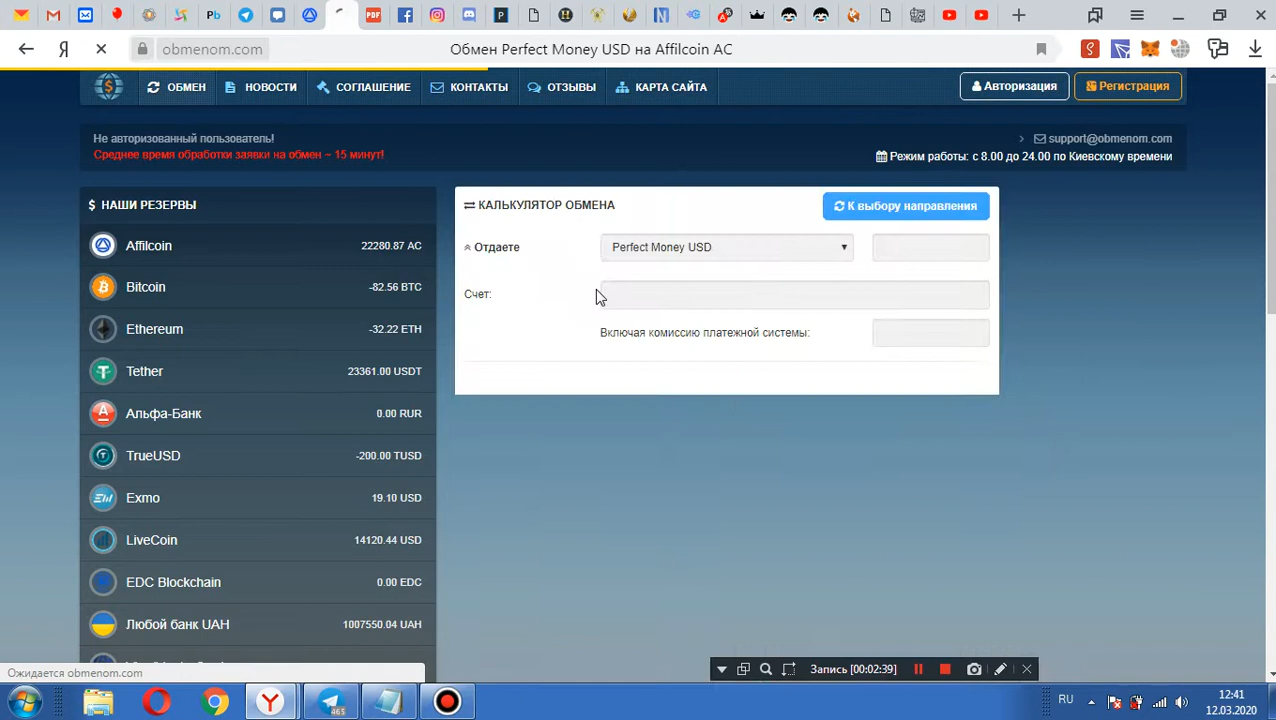 obmenom.com
Обмен Perfect Money USD на Affilcoin AC
ОБМЕН
НОВОСТИ
СОГЛАШЕНИЕ
КОНТАКТЫ
ОТЗЫВЫ
КАРТА САЙТА
Авторизация
Регистрация
Не авторизованный пользователь!
Среднее время обработки заявки на обмен ~ 15 минут!
support@obmenom.com
Режим работы: с 8.00 до 24.00 по Киевскому времени
$ НАШИ РЕЗЕРВЫ
Affilcoin 22280.87 AC
Bitcoin -82.56 BTC
Ethereum -32.22 ETH
Tether 23361.00 USDT
Альфа-Банк 0.00 RUR
TrueUSD -200.00 TUSD
Exmo 19.10 USD
LiveCoin 14120.44 USD
EDC Blockchain 0.00 EDC
Любой банк UAH 1007550.04 UAH
КАЛЬКУЛЯТОР ОБМЕНА
К выбору направления
Отдаете
Perfect Money USD
Счет:
Включая комиссию платежной системы:
Ожидается obmenom.com
Запись [00:02:39]
465
RU
12:41
12.03.2020